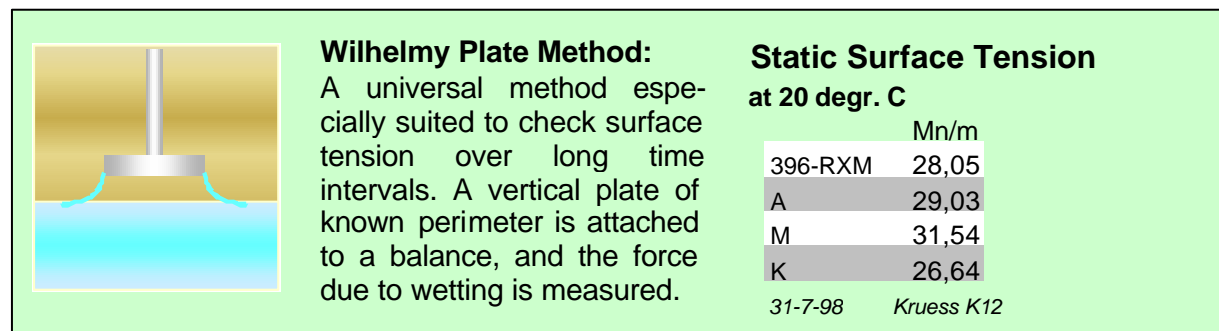 Wilhelmy Plate Method:
A universal method espe-
cially suited to check surface
tension over long time
intervals. A vertical plate of
known perimeter is attached
to a balance, and the force
due to wetting is measured.
Static Surface Tension
at 20 degr. C
Mn/m
396-RXM 28,05
A 29,03
M 31,54
K 26,64
31-7-98 Kruess K12